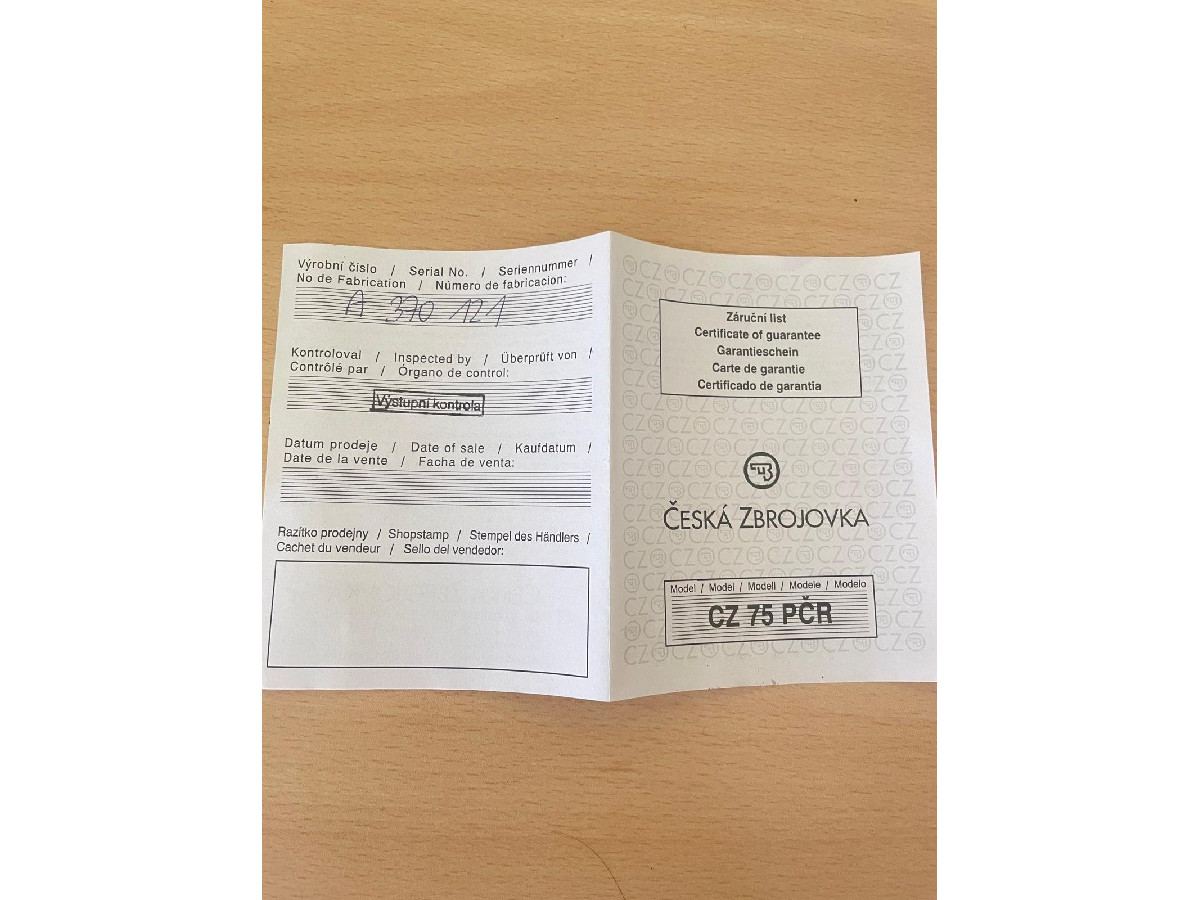 Výrobní číslo / Serial No. / Seriennummer /
No de Fabrication / Número de fabricacion:
A 370 121
Kontroloval / Inspected by / Überprüft von /
Contrôlé par / Órgano de control:
Výstupní kontrola
Datum prodeje / Date of sale / Kaufdatum /
Date de la vente / Facha de venta:
Razítko prodejny / Shopstamp / Stempel des Händlers /
Cachet du vendeur / Sello del vendedor:
Záruční list
Certificate of guarantee
Garantieschein
Carte de garantie
Certificado de garantia
ČESKÁ ZBROJOVKA
Model / Model / Modell / Modele / Modelo
CZ 75 PČR